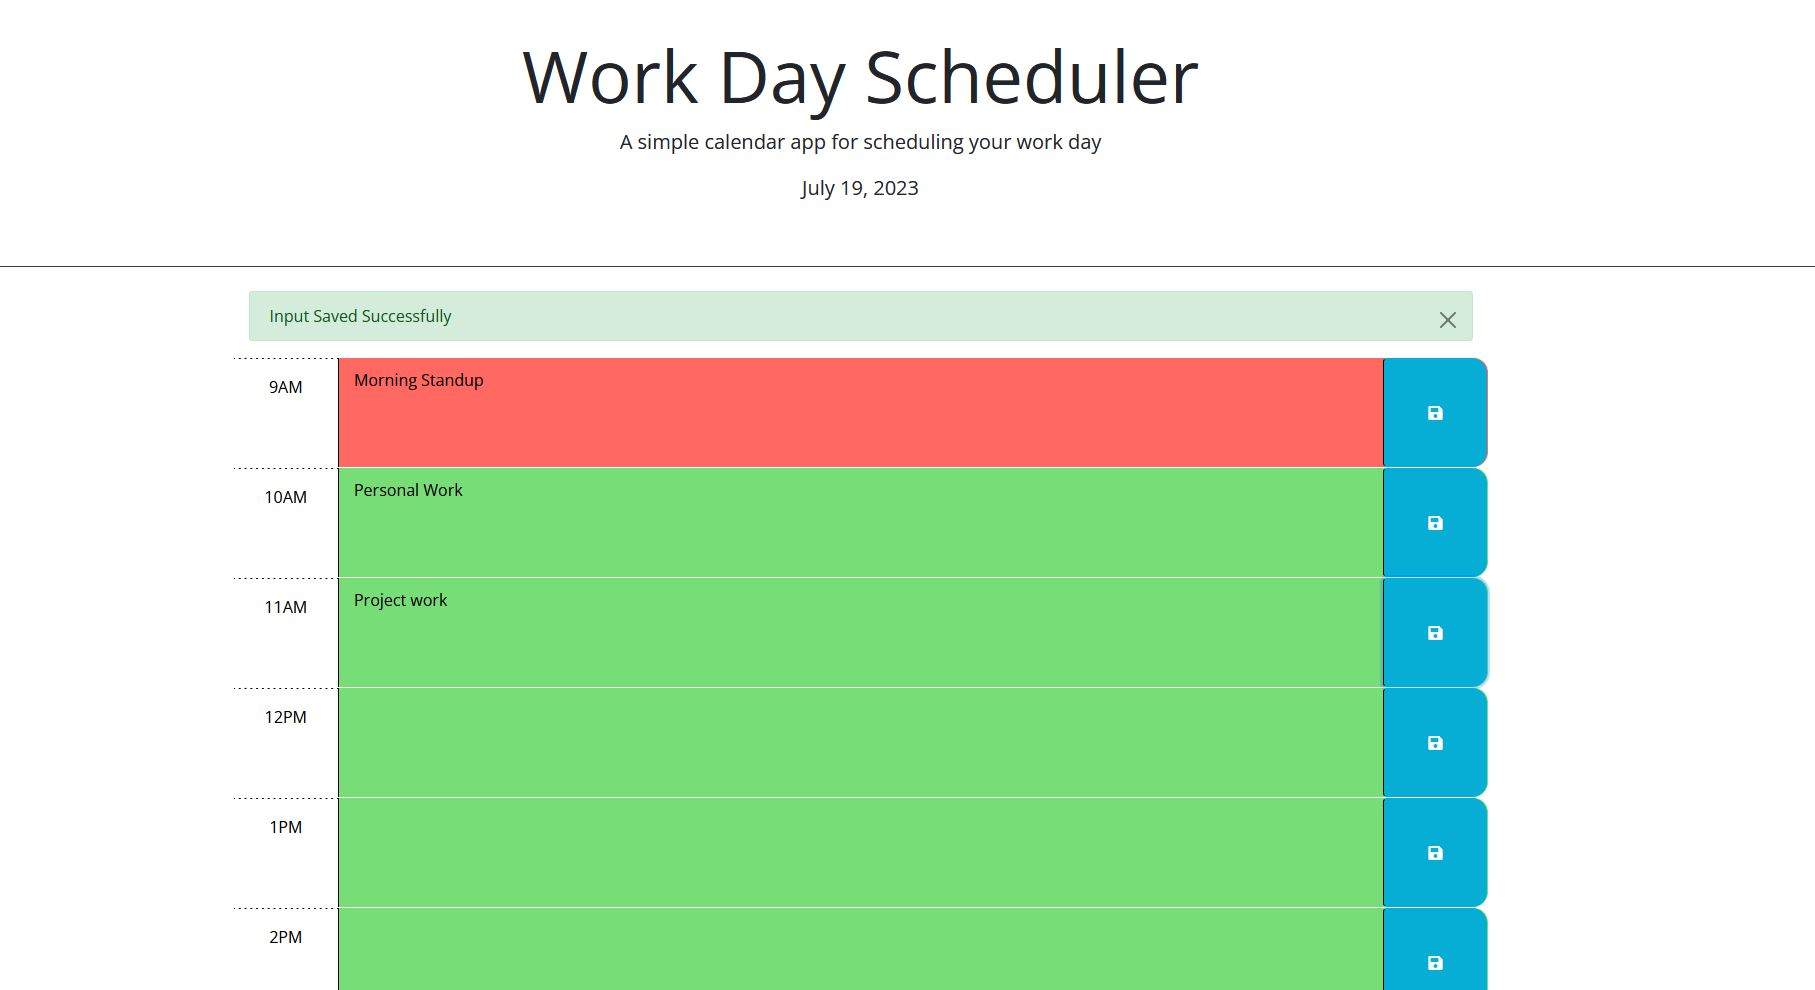 Work Day Scheduler
A simple calendar app for scheduling your work day
July 19, 2023
Input Saved Successfully
9AM
Morning Standup
10AM
Personal Work
11AM
Project work
12PM
1PM
2PM